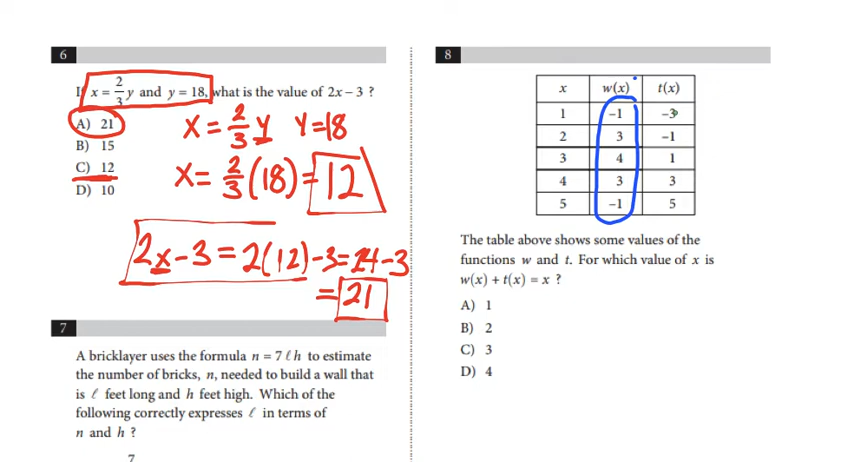 6
If x = 2/3 y and y = 18, what is the value of 2x – 3 ?
A) 21
B) 15
C) 12
D) 10
x = 2/3 y y = 18
x = 2/3 (18) = 12
2x - 3 = 2(12) - 3 = 24 - 3
= 21
7
A bricklayer uses the formula n = 7 ℓ h to estimate
the number of bricks, n, needed to build a wall that
is ℓ feet long and h feet high. Which of the
following correctly expresses ℓ in terms of
n and h ?
7
8
x w(x) t(x)
1 –1 –3
2 3 –1
3 4 1
4 3 3
5 –1 5
The table above shows some values of the
functions w and t. For which value of x is
w(x) + t(x) = x ?
A) 1
B) 2
C) 3
D) 4